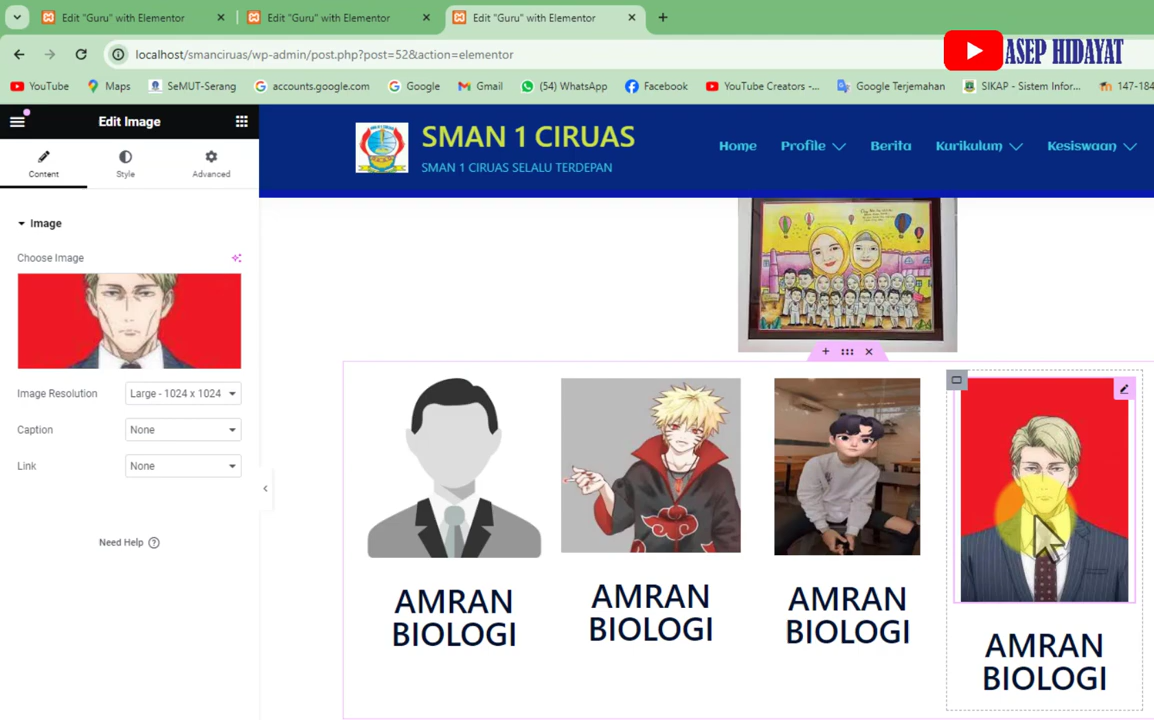 Edit "Guru" with Elementor
Edit "Guru" with Elementor
Edit "Guru" with Elementor
localhost/smanciruas/wp-admin/post.php?post=52&action=elementor
ASEP HIDAYAT
YouTube
Maps
SeMUT-Serang
accounts.google.com
Google
Gmail
(54) WhatsApp
Facebook
YouTube Creators -...
Google Terjemahan
SIKAP - Sistem Infor...
147-184
Edit Image
Content
Style
Advanced
Image
Choose Image
Image Resolution
Large - 1024 x 1024
Caption
None
Link
None
Need Help
SMAN 1 CIRUAS
SMAN 1 CIRUAS SELALU TERDEPAN
Home
Profile
Berita
Kurikulum
Kesiswaan
AMRAN
BIOLOGI
AMRAN
BIOLOGI
AMRAN
BIOLOGI
AMRAN
BIOLOGI